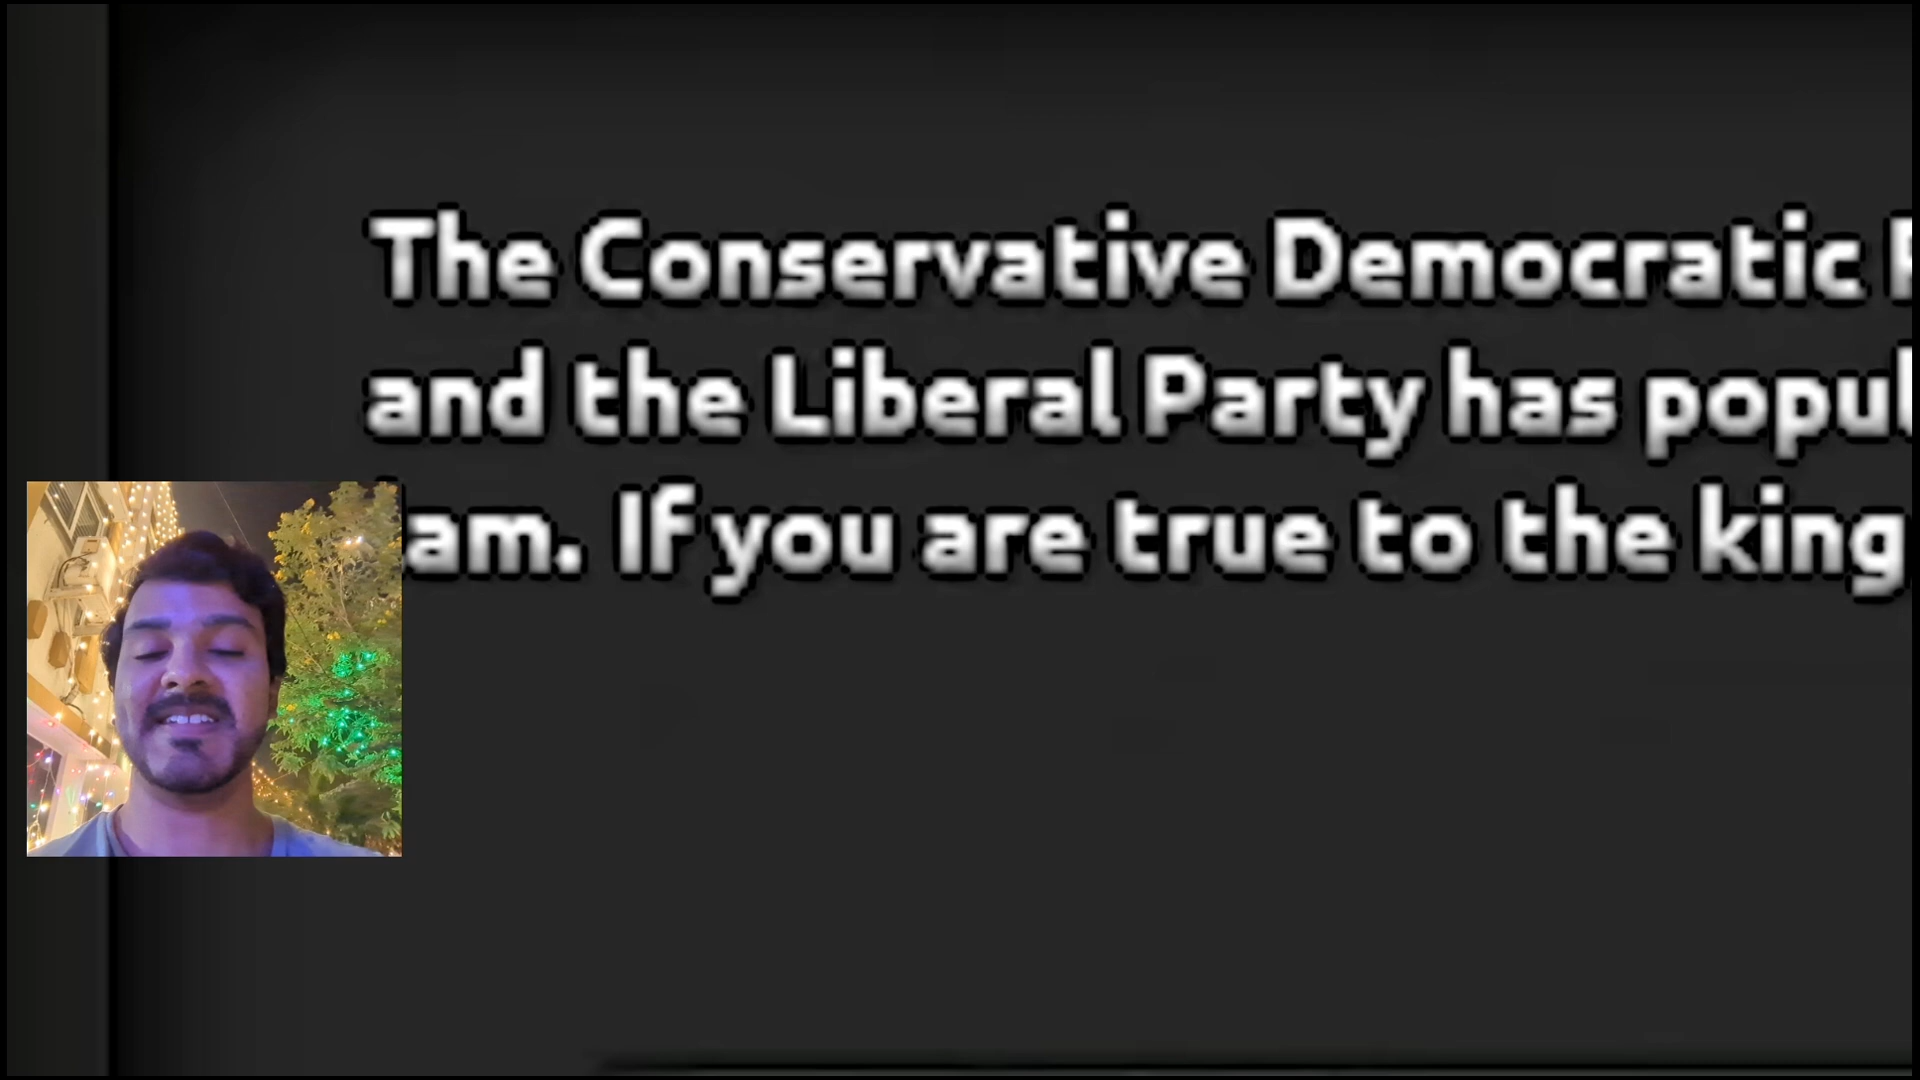 The Conservative Democratic
and the Liberal Party has popul
am. If you are true to the king